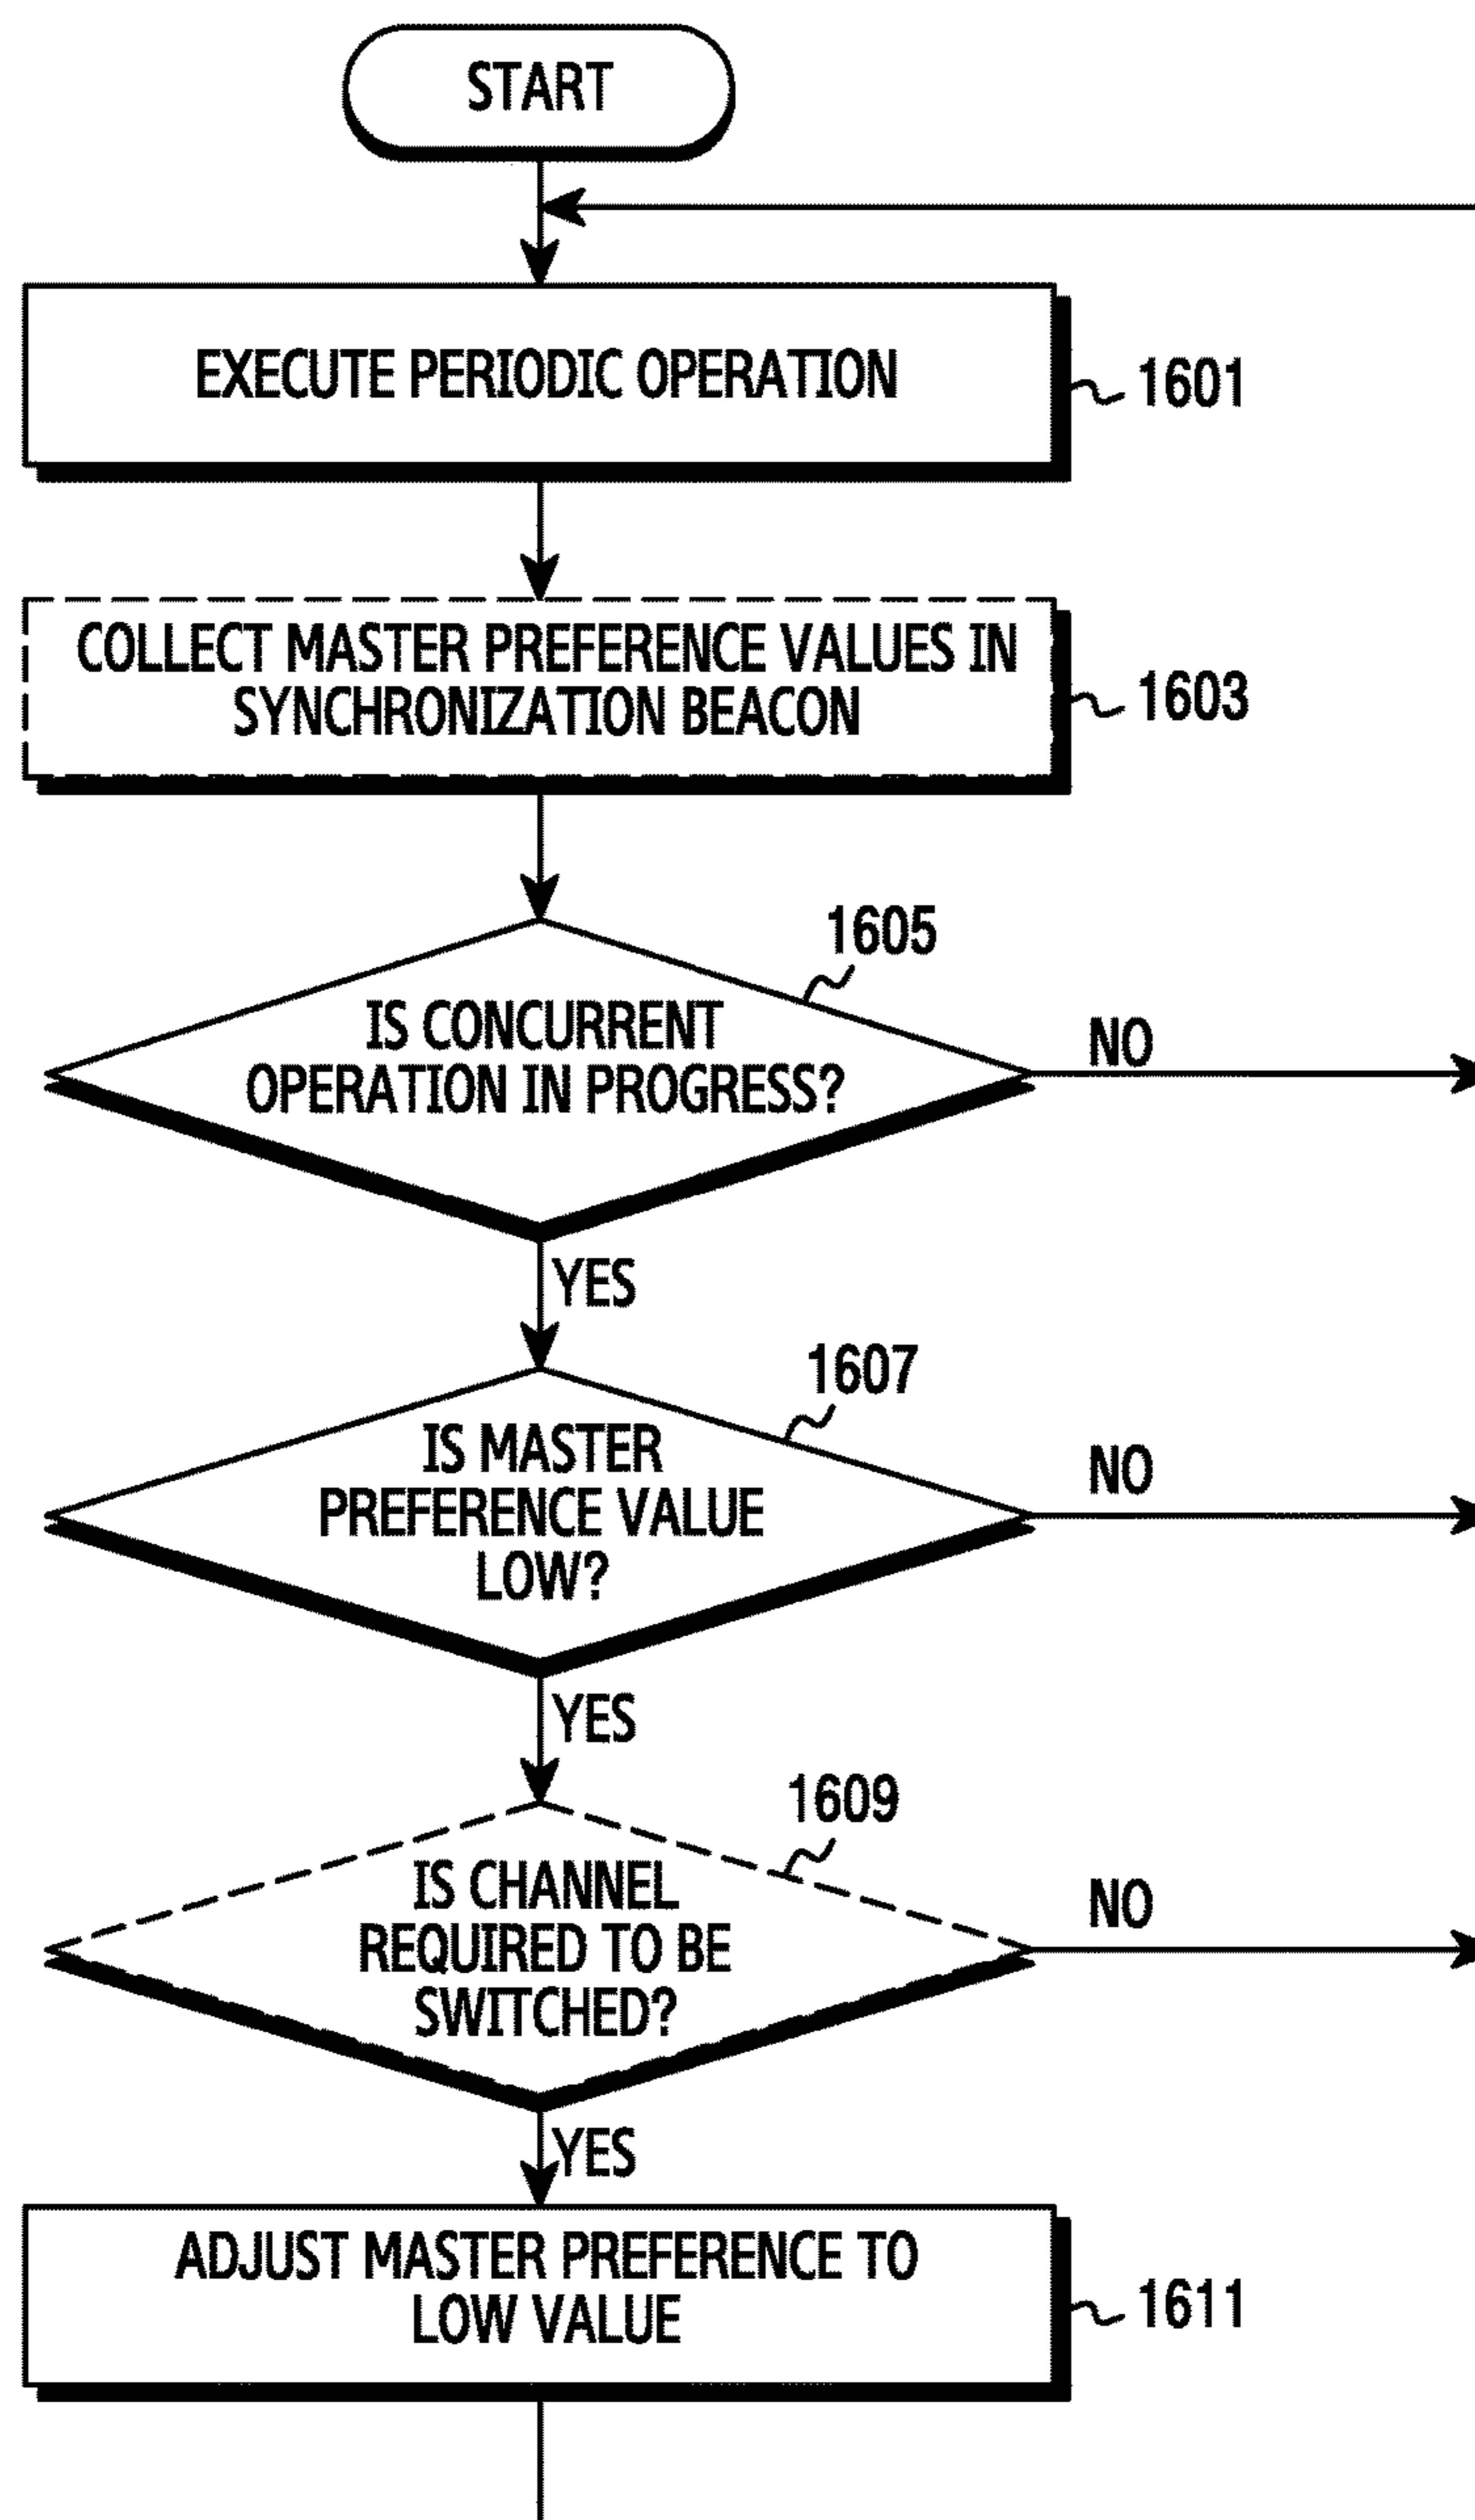 START
EXECUTE PERIODIC OPERATION
1601
COLLECT MASTER PREFERENCE VALUES IN
SYNCHRONIZATION BEACON
1603
1605
IS CONCURRENT
OPERATION IN PROGRESS?
NO
YES
1607
IS MASTER
PREFERENCE VALUE
LOW?
NO
YES
1609
IS CHANNEL
REQUIRED TO BE
SWITCHED?
NO
YES
ADJUST MASTER PREFERENCE TO
LOW VALUE
1611